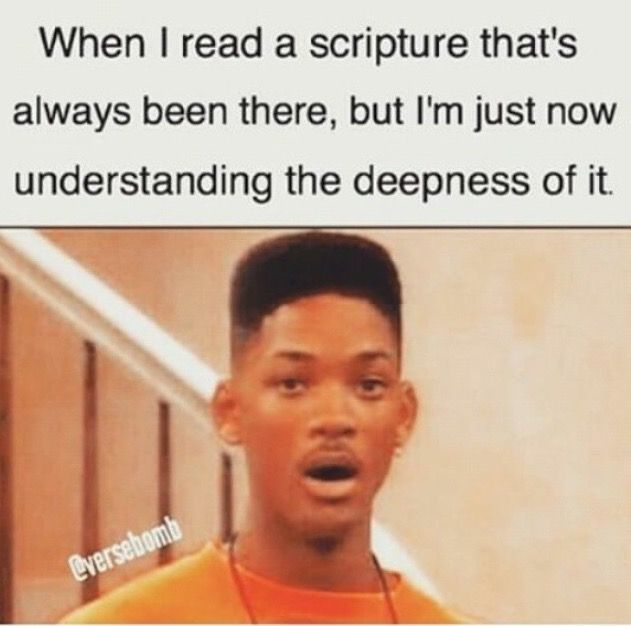 When I read a scripture that's
always been there, but I'm just now
understanding the deepness of it.
@versebomb